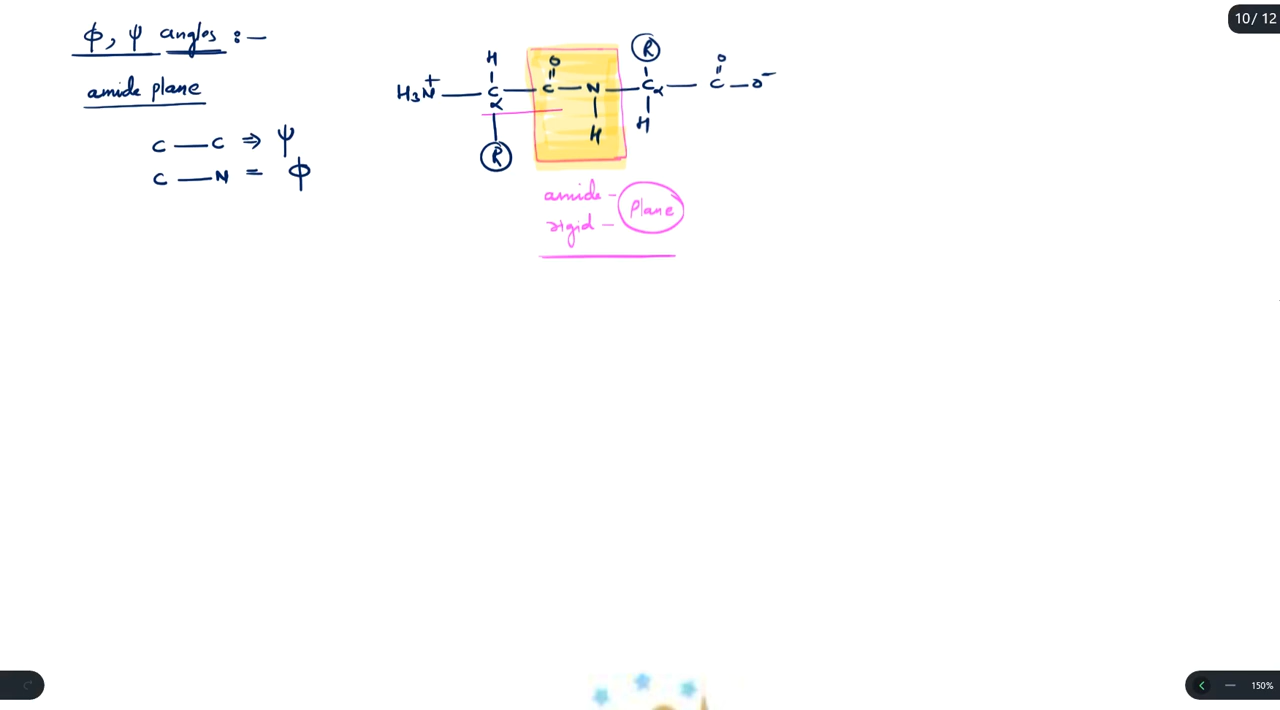 10/ 12
ϕ, ψ angles :-
amide plane
C — C ⇒ ψ
C — N = ϕ
H O R O
H₃N⁺ — C — C — N — Cα — C — O⁻
α
H H
R
amide - Plane
rigid -
150%